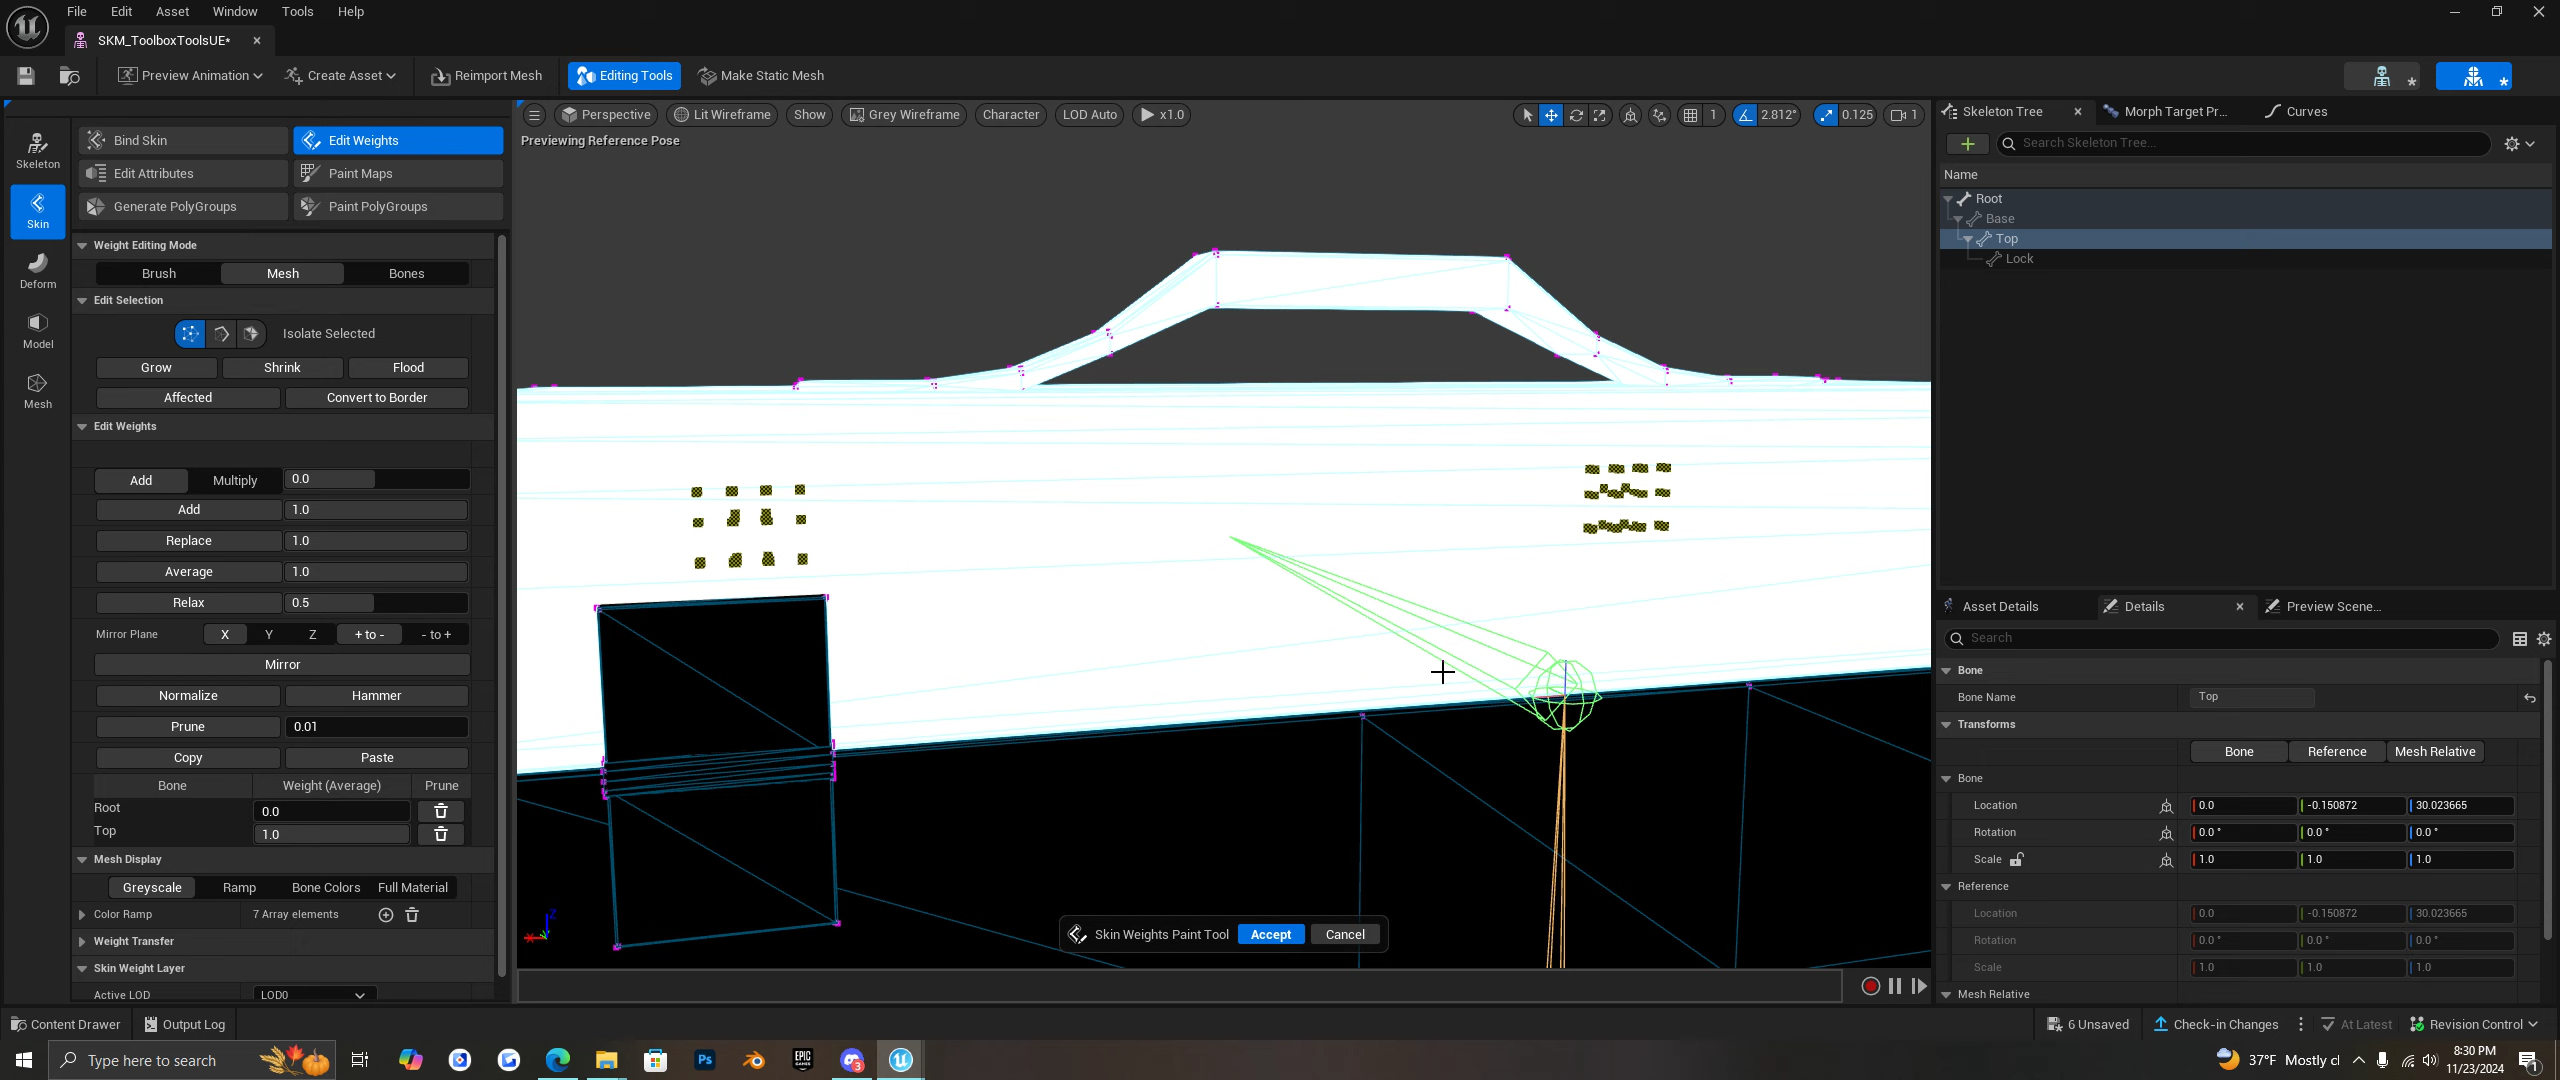 File Edit Asset Window Tools Help
SKM_ToolboxToolsUE*
Preview Animation Create Asset Reimport Mesh Editing Tools Make Static Mesh
Skeleton
Skin
Deform
Model
Mesh
Bind Skin Edit Weights
Edit Attributes Paint Maps
Generate PolyGroups Paint PolyGroups
Weight Editing Mode
Brush Mesh Bones
Edit Selection
Isolate Selected
Grow Shrink Flood
Affected Convert to Border
Edit Weights
Add Multiply 0.0
Add 1.0
Replace 1.0
Average 1.0
Relax 0.5
Mirror Plane X Y Z + to - - to +
Mirror
Normalize Hammer
Prune 0.01
Copy Paste
Bone Weight (Average) Prune
Root 0.0
Top 1.0
Mesh Display
Greyscale Ramp Bone Colors Full Material
Color Ramp 7 Array elements
Weight Transfer
Skin Weight Layer
Active LOD LOD0
Perspective Lit Wireframe Show Grey Wireframe Character LOD Auto x1.0 1 2.812° 0.125 1
Previewing Reference Pose
Z
X
Skin Weights Paint Tool Accept Cancel
Skeleton Tree Morph Target Pr... Curves
Search Skeleton Tree...
Name
Root
Base
Top
Lock
Asset Details Details Preview Scene...
Search
Bone
Bone Name Top
Transforms
Bone Reference Mesh Relative
Bone
Location 0.0 -0.150872 30.023665
Rotation 0.0 ° 0.0 ° 0.0 °
Scale 1.0 1.0 1.0
Reference
Location 0.0 -0.150872 30.023665
Rotation 0.0 ° 0.0 ° 0.0 °
Scale 1.0 1.0 1.0
Mesh Relative
Content Drawer Output Log 6 Unsaved Check-in Changes At Latest Revision Control
Type here to search Ps EPIC GAMES 3 37°F Mostly cl 8:30 PM
11/23/2024 1